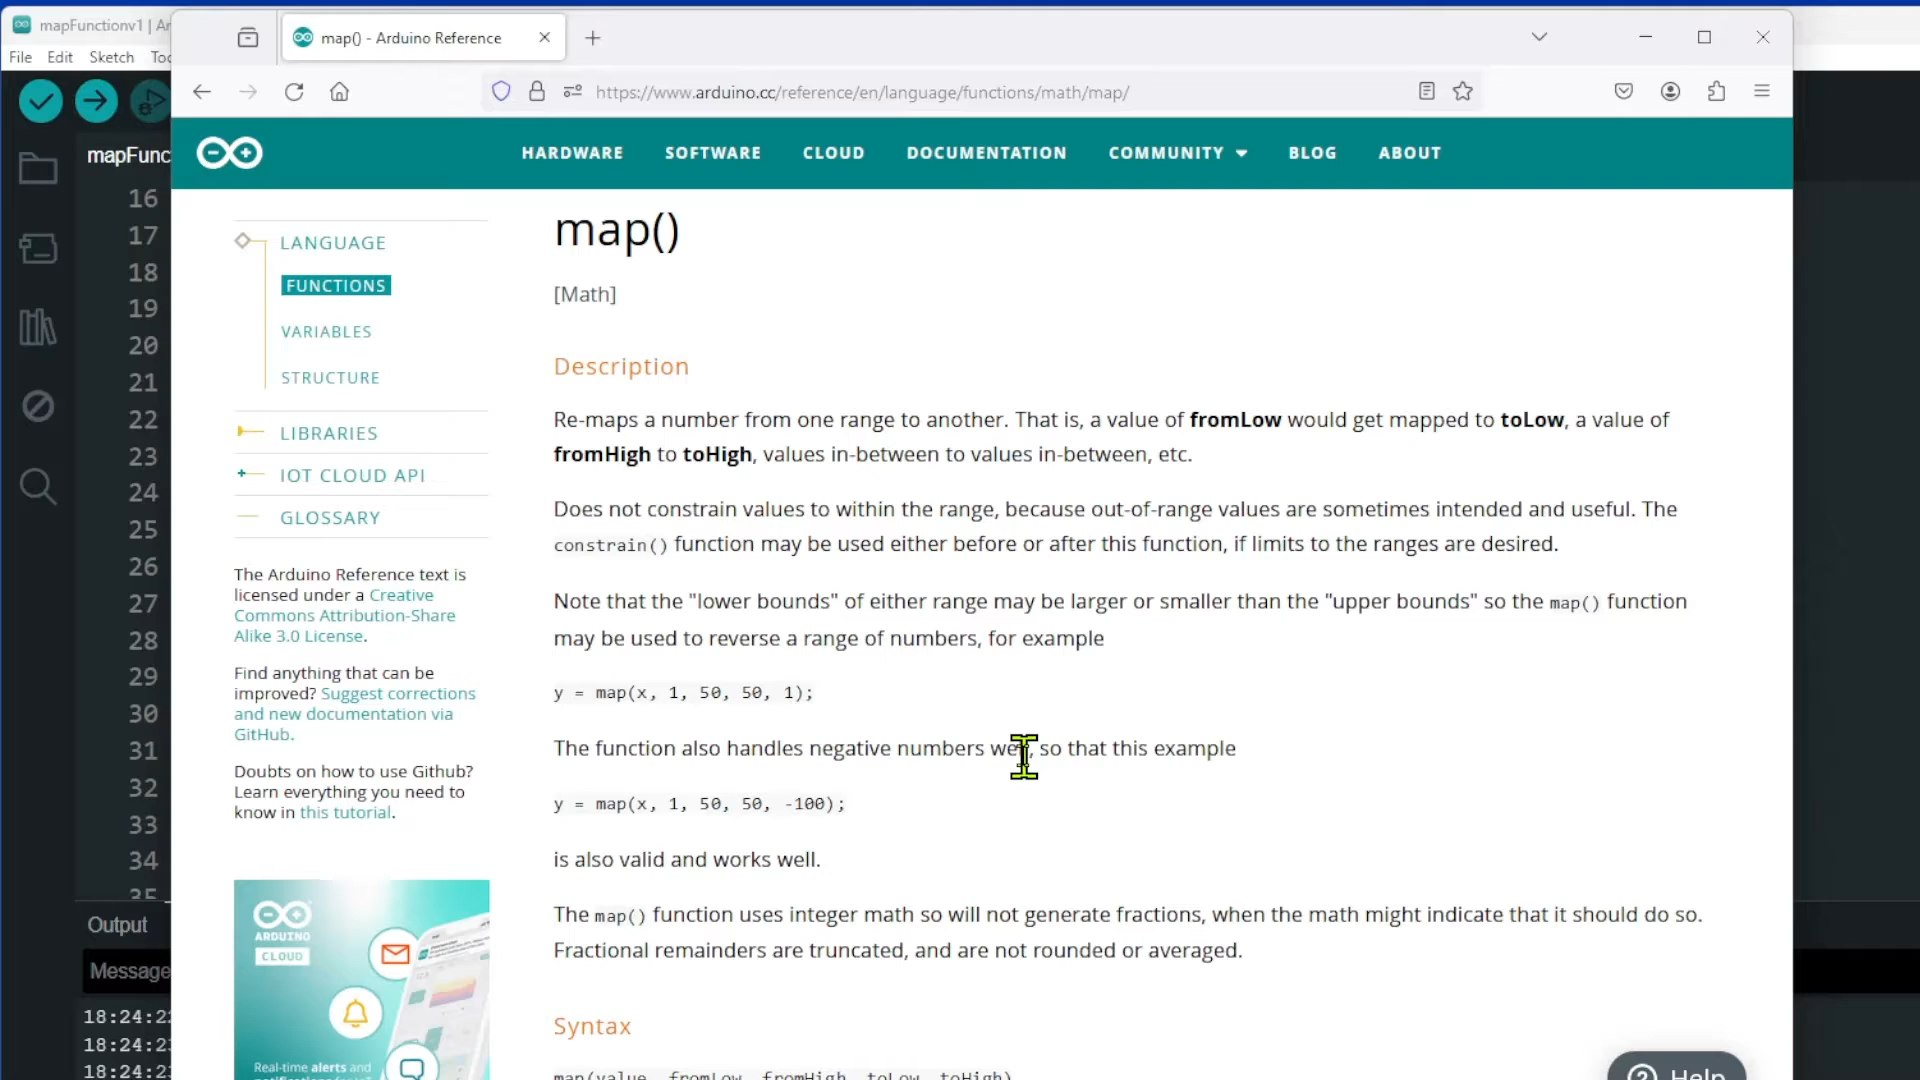 mapFunctionv1 | Ar
File Edit Sketch Too
map() - Arduino Reference
https://www.arduino.cc/reference/en/language/functions/math/map/
HARDWARE SOFTWARE CLOUD DOCUMENTATION COMMUNITY BLOG ABOUT
mapFunc
16
17
18
19
20
21
22
23
24
25
26
27
28
29
30
31
32
33
34
35
Output
Message
18:24:2
18:24:2
18:24:2
LANGUAGE
FUNCTIONS
VARIABLES
STRUCTURE
LIBRARIES
IOT CLOUD API
GLOSSARY
The Arduino Reference text is
licensed under a Creative
Commons Attribution-Share
Alike 3.0 License.
Find anything that can be
improved? Suggest corrections
and new documentation via
GitHub.
Doubts on how to use Github?
Learn everything you need to
know in this tutorial.
ARDUINO
CLOUD
Real-time alerts and
map()
[Math]
Description
Re-maps a number from one range to another. That is, a value of fromLow would get mapped to toLow, a value of
fromHigh to toHigh, values in-between to values in-between, etc.
Does not constrain values to within the range, because out-of-range values are sometimes intended and useful. The
constrain() function may be used either before or after this function, if limits to the ranges are desired.
Note that the "lower bounds" of either range may be larger or smaller than the "upper bounds" so the map() function
may be used to reverse a range of numbers, for example
y = map(x, 1, 50, 50, 1);
The function also handles negative numbers well, so that this example
y = map(x, 1, 50, 50, -100);
is also valid and works well.
The map() function uses integer math so will not generate fractions, when the math might indicate that it should do so.
Fractional remainders are truncated, and are not rounded or averaged.
Syntax
map(value, fromLow, fromHigh, toLow, toHigh)
Help